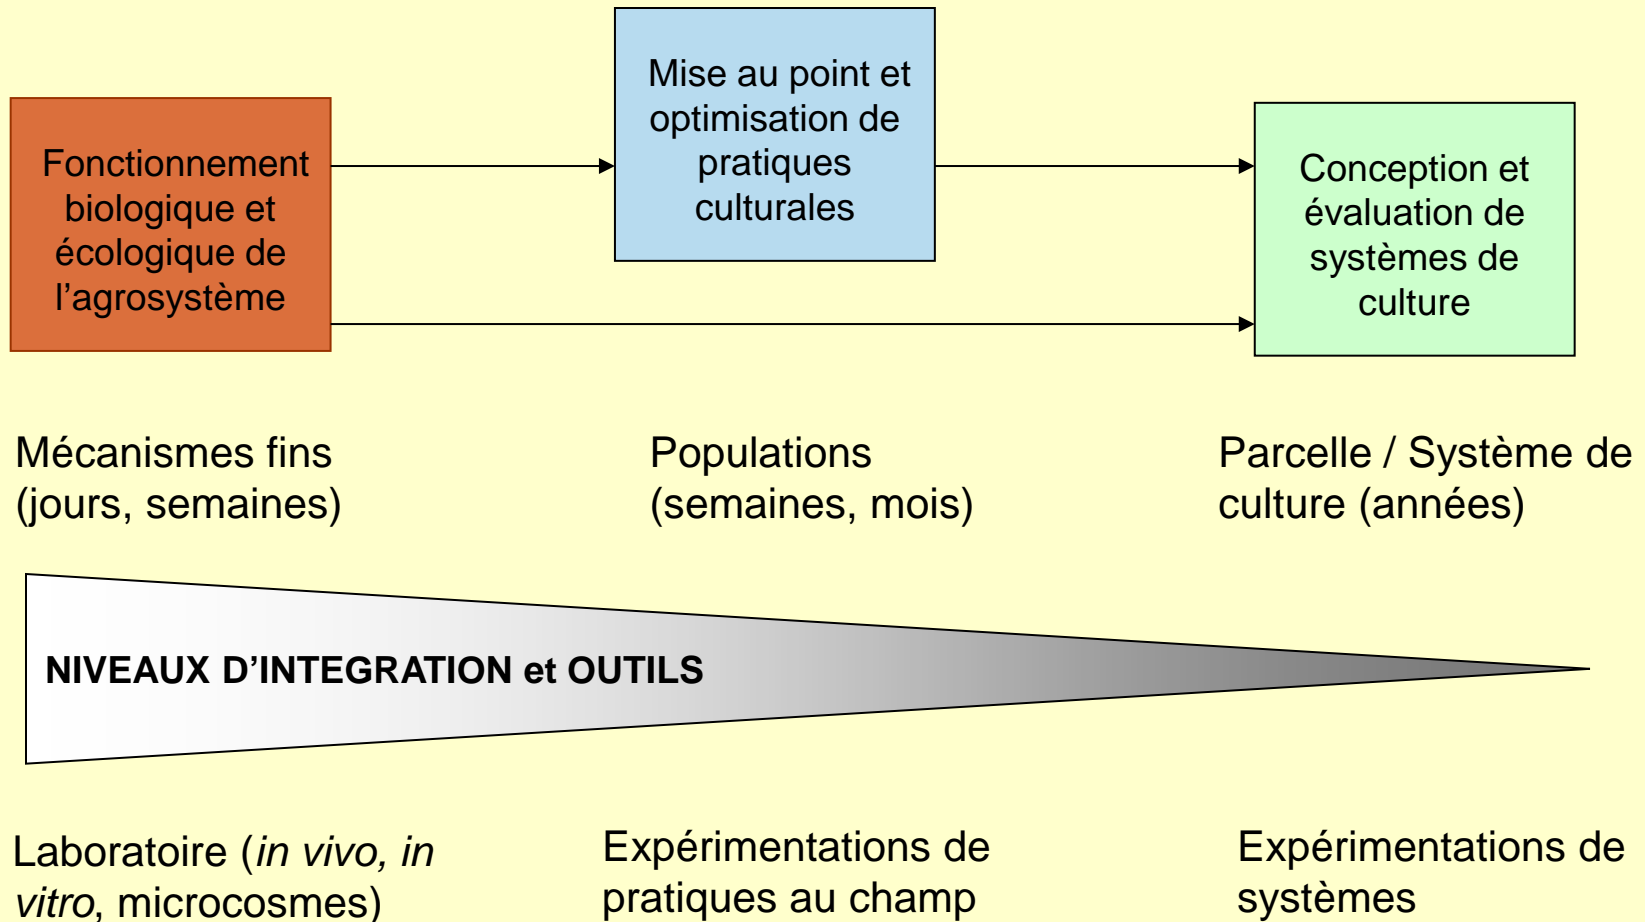 Fonctionnement
biologique et
écologique de
l’agrosystème
Mise au point et
optimisation de
pratiques
culturales
Conception et
évaluation de
systèmes de
culture
Mécanismes fins
(jours, semaines)
Populations
(semaines, mois)
Parcelle / Système de
culture (années)
NIVEAUX D’INTEGRATION et OUTILS
Laboratoire (in vivo, in
vitro, microcosmes)
Expérimentations de
pratiques au champ
Expérimentations de
systèmes